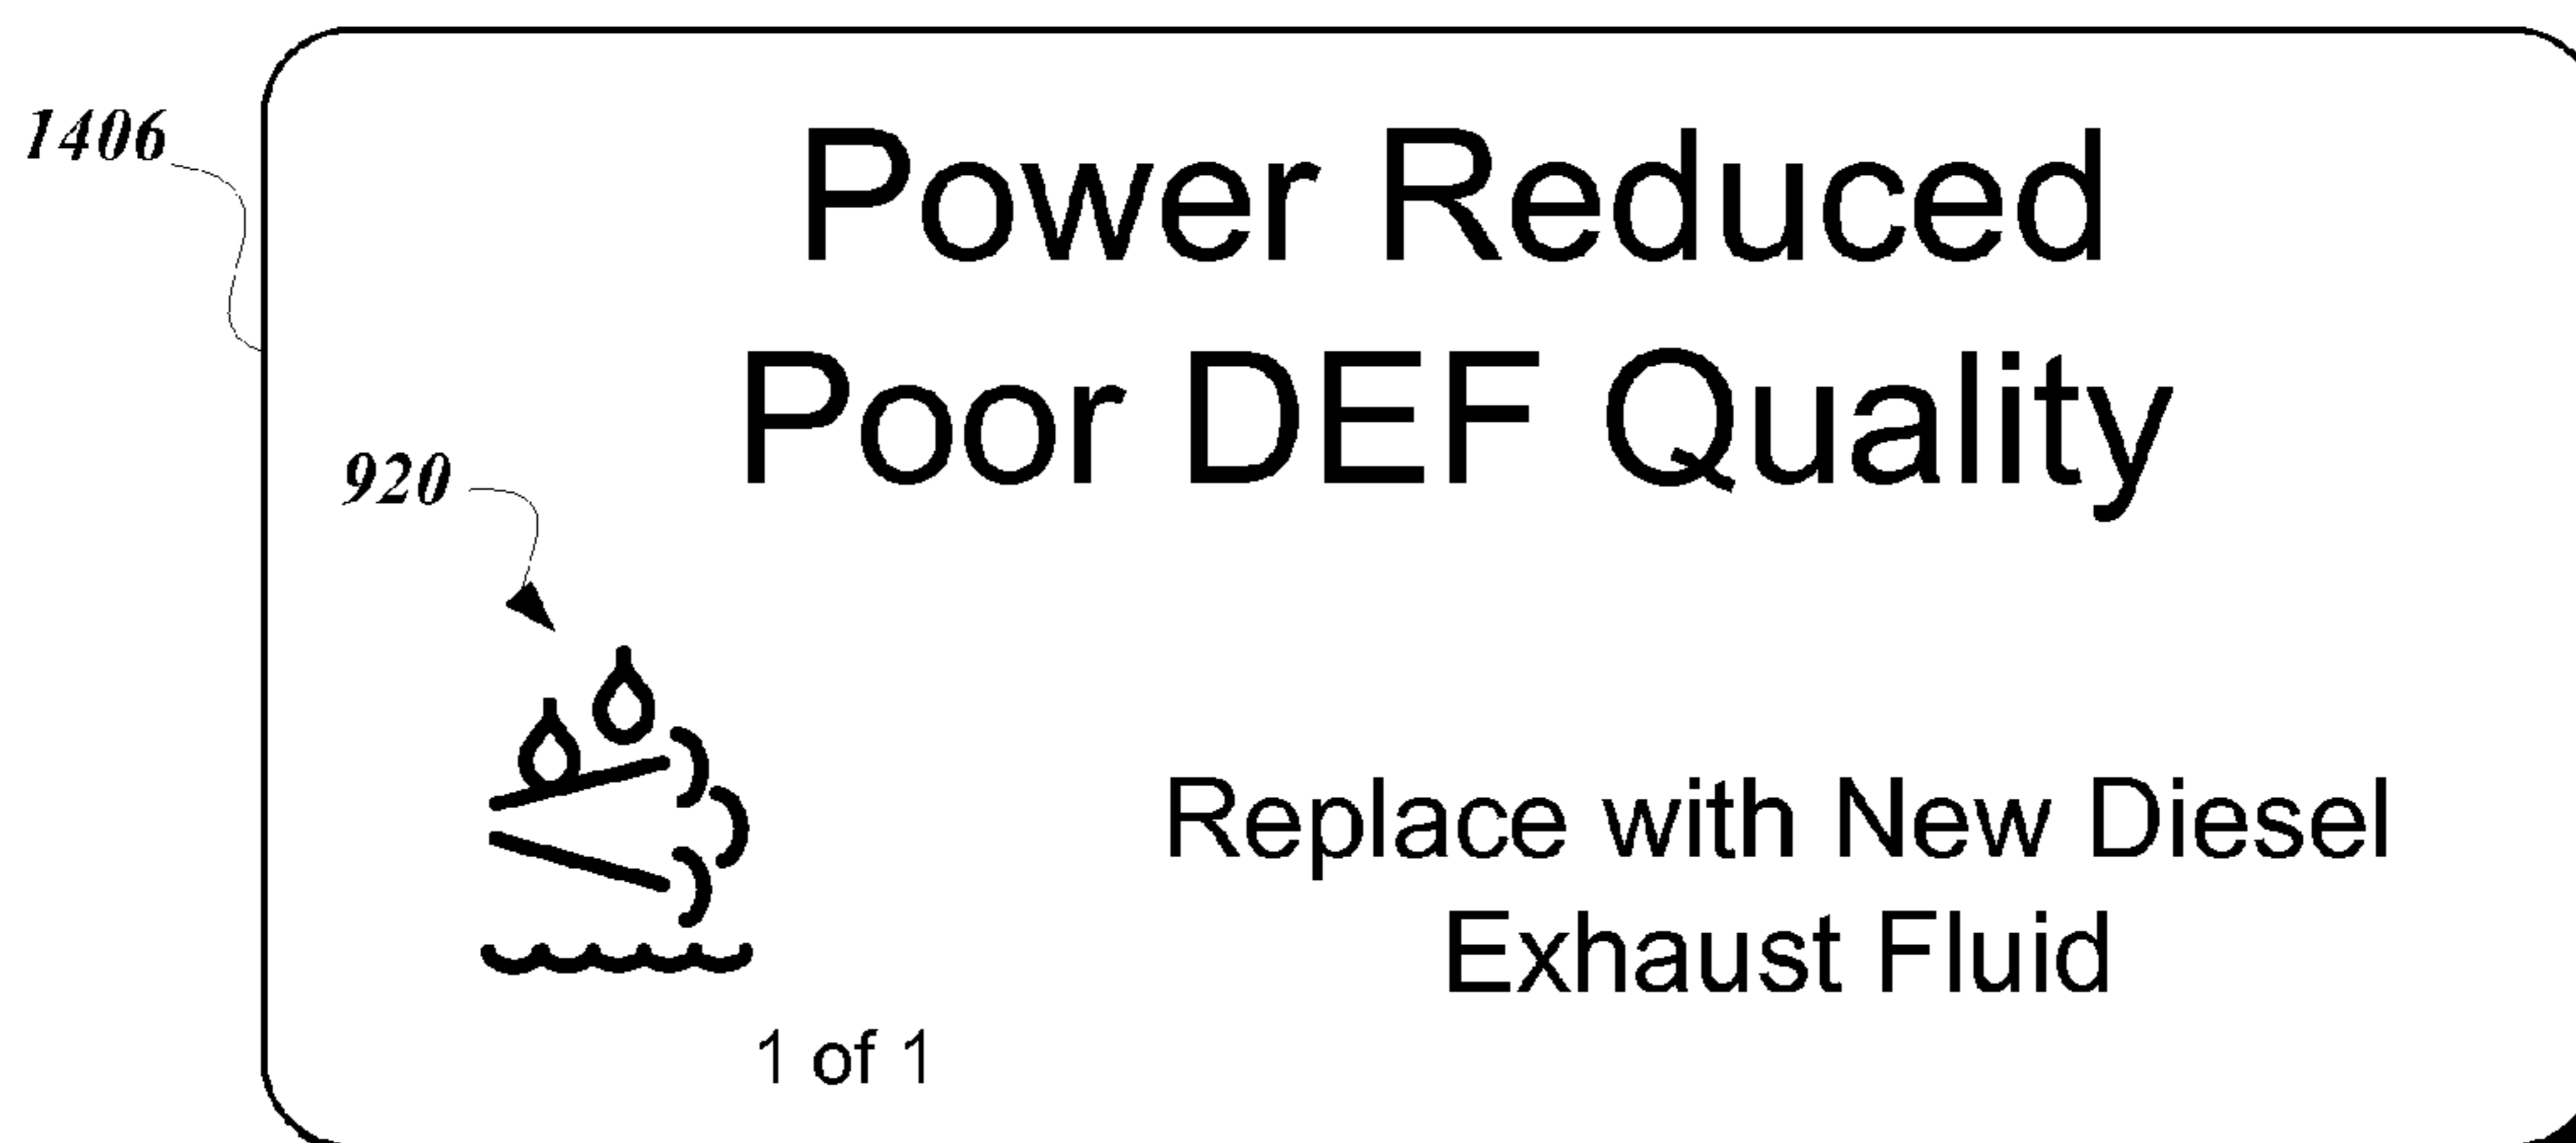 1406
Power Reduced
Poor DEF Quality
920
Replace with New Diesel
Exhaust Fluid
1 of 1